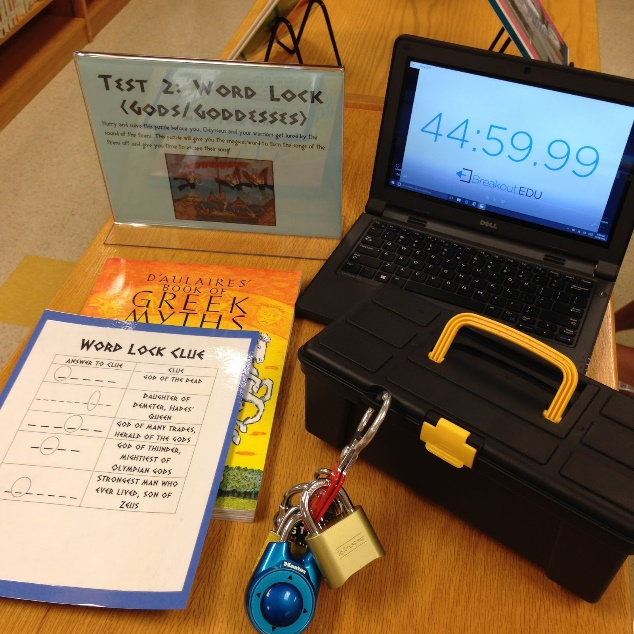 TEST 2: WORD LOCK
(GODS/GODDESSES)
Hurry and solve this puzzle before you, Odysseus and your warriors get lured by the
sound of the Sirens. This puzzle will give you the magical word to turn the songs of the
Sirens off and give you time to escape their song!
44:59.99
Breakout EDU
DELL
D'AULAIRES'
BOOK OF
GREEK
MYTHS
WORD LOCK CLUE
ANSWER TO CLUE CLUE
GOD OF THE DEAD
DAUGHTER OF
DEMETER, HADES'
QUEEN
GOD OF MANY TRADES,
HERALD OF THE GODS
GOD OF THUNDER,
MIGHTIEST OF
OLYMPIAN GODS
STRONGEST MAN WHO
EVER LIVED, SON OF
ZEUS
Master